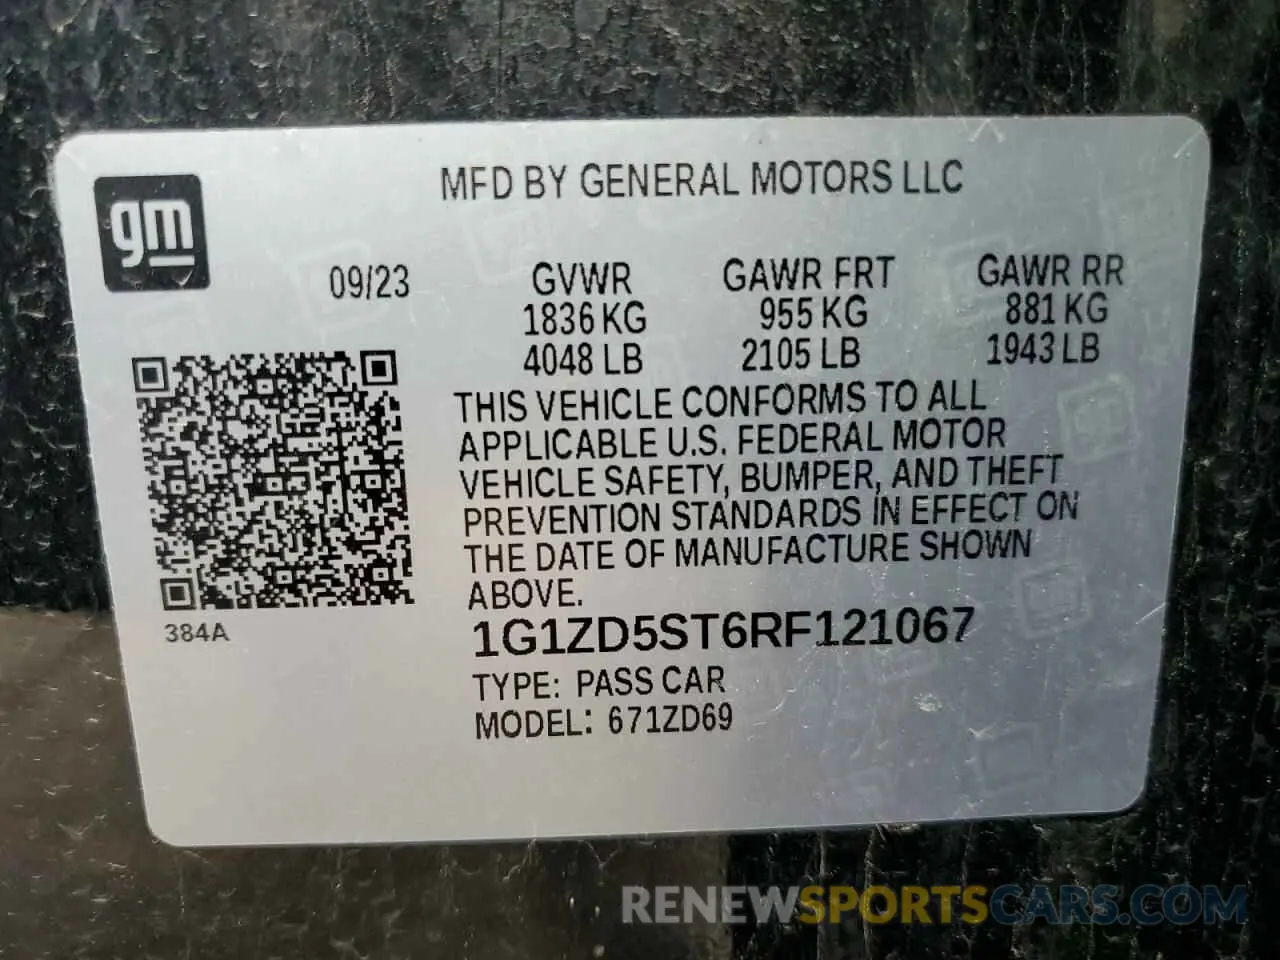 MFD BY GENERAL MOTORS LLC
gm
09/23
GVWR GAWR FRT GAWR RR
1836 KG 955 KG 881 KG
4048 LB 2105 LB 1943 LB
THIS VEHICLE CONFORMS TO ALL
APPLICABLE U.S. FEDERAL MOTOR
VEHICLE SAFETY, BUMPER, AND THEFT
PREVENTION STANDARDS IN EFFECT ON
THE DATE OF MANUFACTURE SHOWN
ABOVE.
384A
1G1ZD5ST6RF121067
TYPE: PASS CAR
MODEL: 671ZD69
RENEWSPORTSCARS.COM